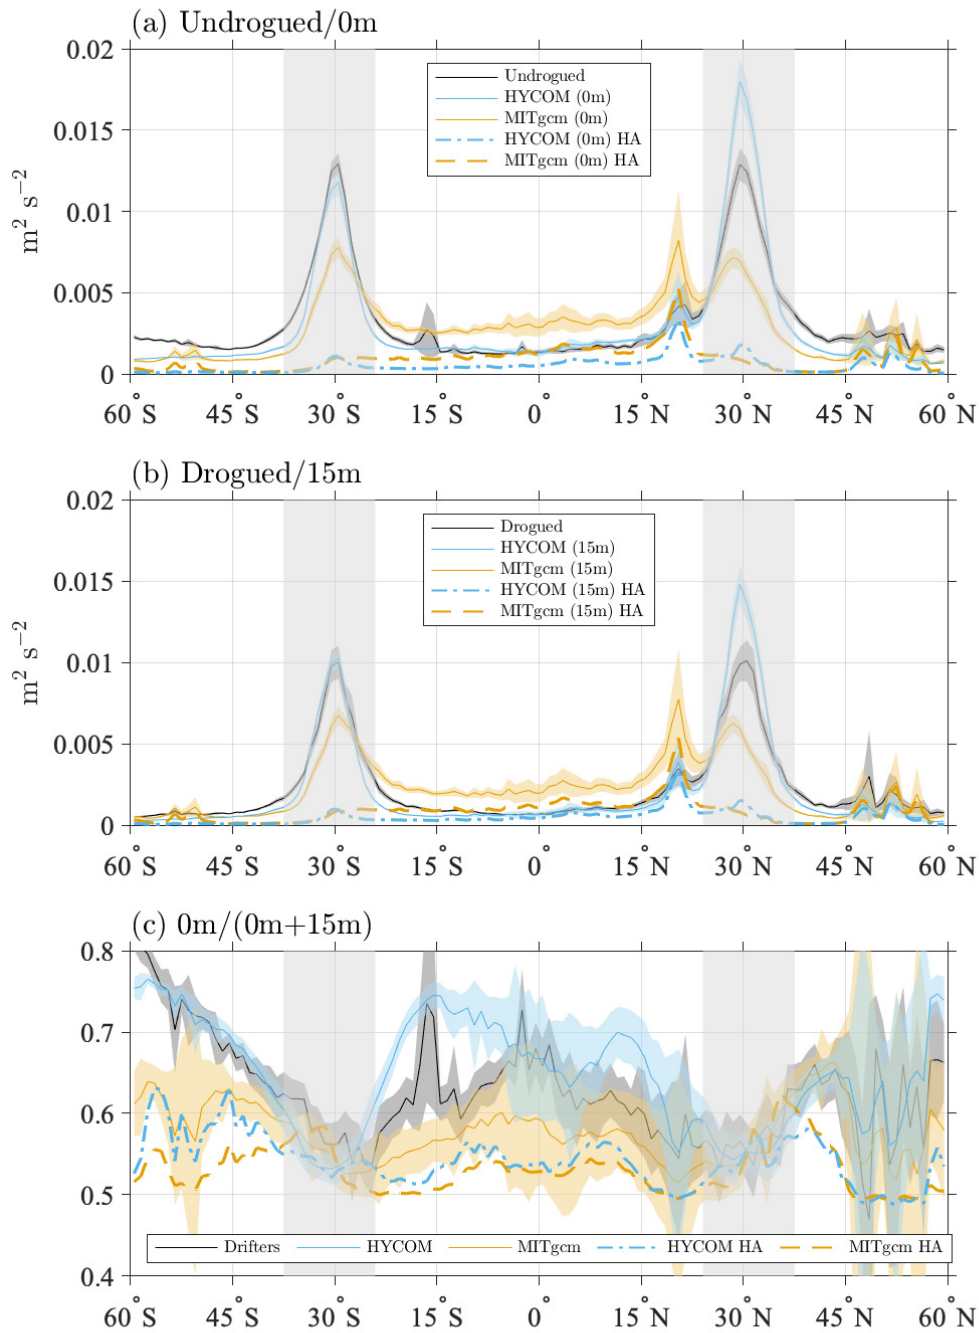 (a) Undrogued/0m
m² s⁻²
0.02
0.015
0.01
0.005
0
Undrogued
HYCOM (0m)
MITgcm (0m)
HYCOM (0m) HA
MITgcm (0m) HA
60°S 45°S 30°S 15°S 0° 15°N 30°N 45°N 60°N
(b) Drogued/15m
m² s⁻²
0.02
0.015
0.01
0.005
0
Drogued
HYCOM (15m)
MITgcm (15m)
HYCOM (15m) HA
MITgcm (15m) HA
60°S 45°S 30°S 15°S 0° 15°N 30°N 45°N 60°N
(c) 0m/(0m+15m)
0.8
0.7
0.6
0.5
0.4
Drifters HYCOM MITgcm HYCOM HA MITgcm HA
60°S 45°S 30°S 15°S 0° 15°N 30°N 45°N 60°N